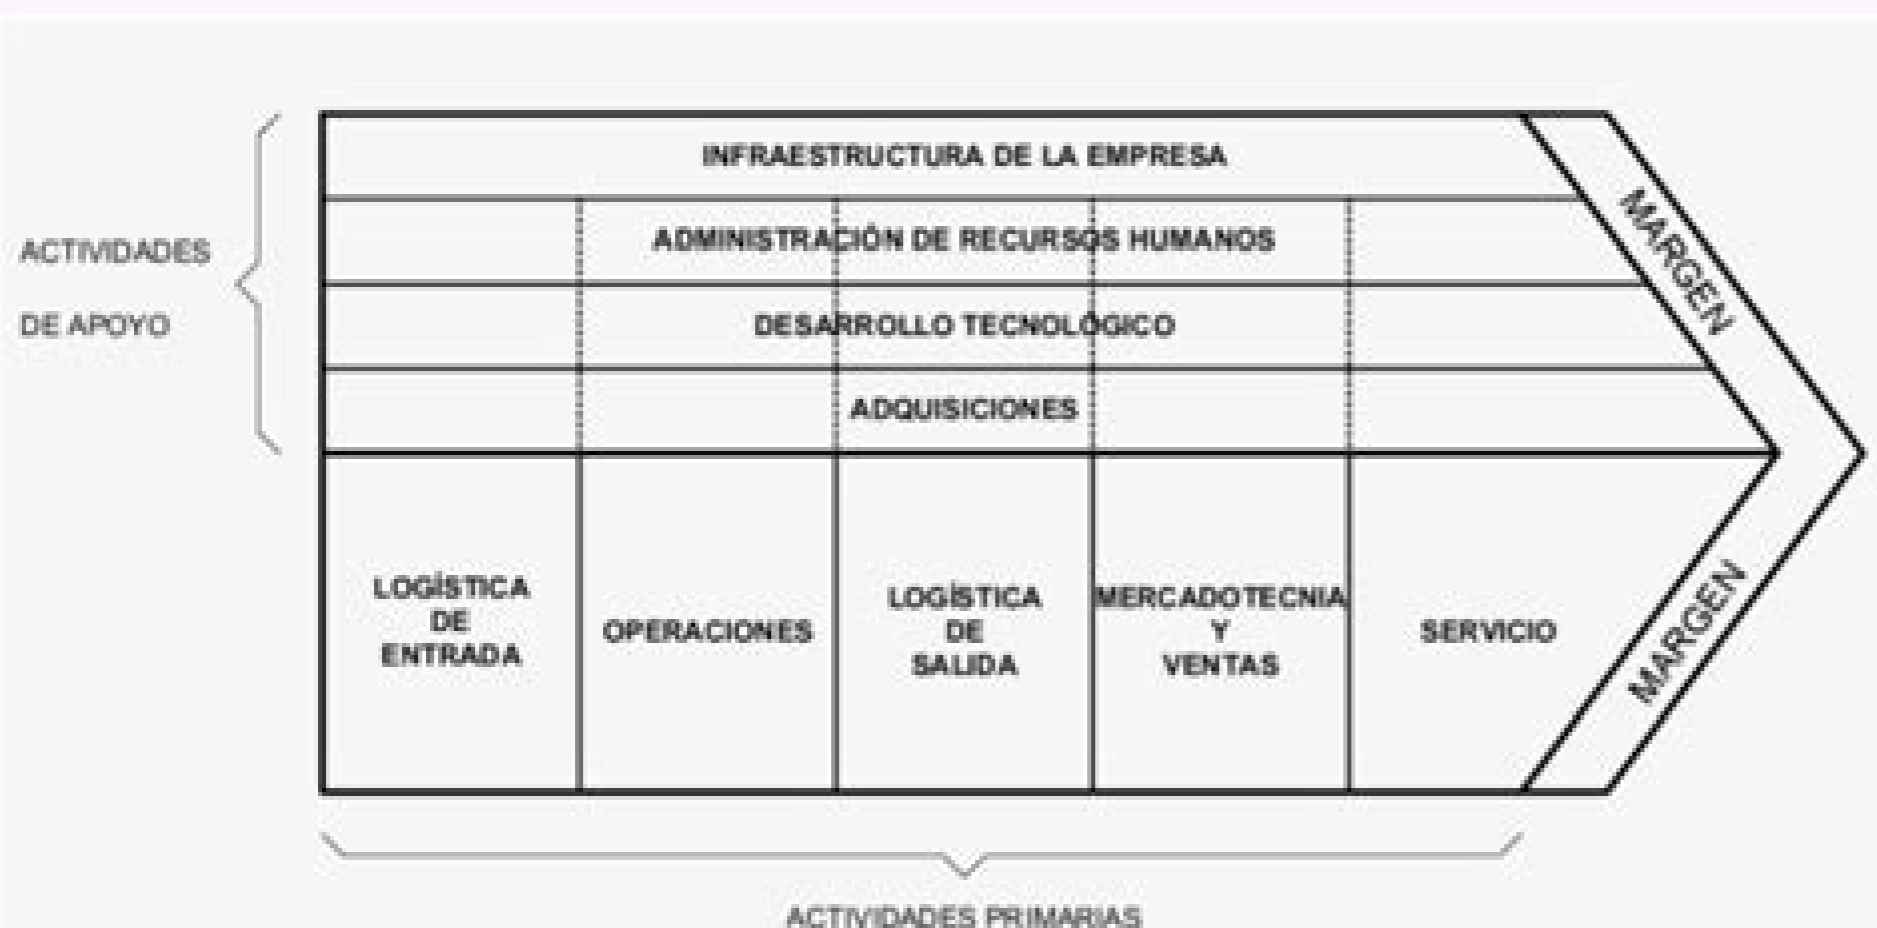 INFRAESTRUCTURA DE LA EMPRESA
ADMINISTRACIÓN DE RECURSOS HUMANOS
DESARROLLO TECNOLÓGICO
ADQUISICIONES
ACTIVIDADES
DE APOYO
MARGEN
LOGÍSTICA
DE
ENTRADA
OPERACIONES
LOGÍSTICA
DE
SALIDA
MERCADOTECNIA
Y
VENTAS
SERVICIO
MARGEN
ACTIVIDADES PRIMARIAS